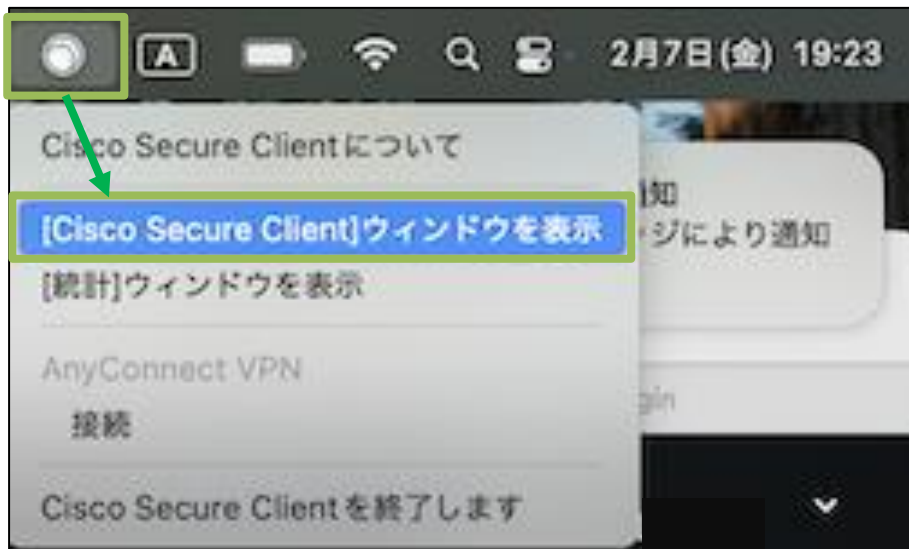 A
2月7日(金) 19:23
Cisco Secure Clientについて
[Cisco Secure Client]ウィンドウを表示
[統計]ウィンドウを表示
AnyConnect VPN
接続
Cisco Secure Clientを終了します
知
ジにより通知
gin